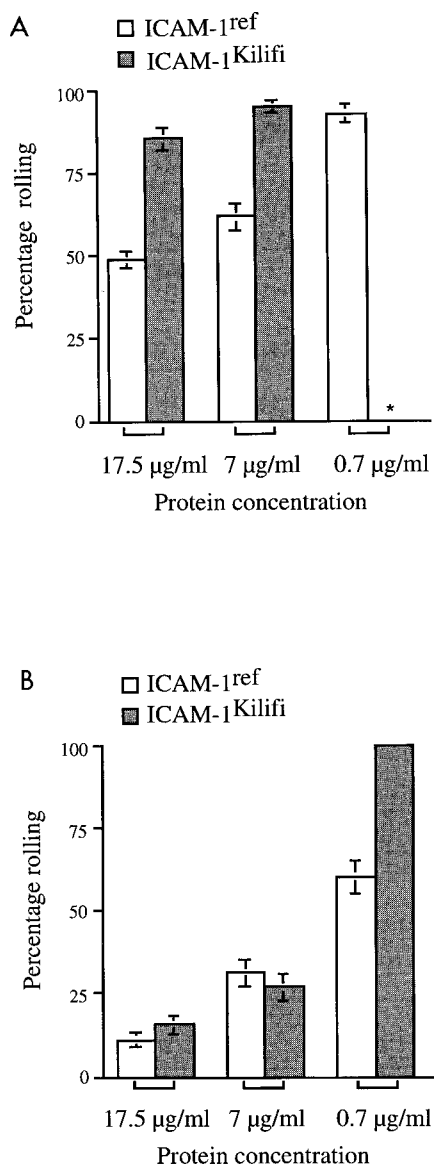 A
ICAM-1ref
ICAM-1Kilifi
100
75
50
25
0
Percentage rolling
*
17.5 µg/ml 7 µg/ml 0.7 µg/ml
Protein concentration
B
ICAM-1ref
ICAM-1Kilifi
100
75
50
25
0
Percentage rolling
17.5 µg/ml 7 µg/ml 0.7 µg/ml
Protein concentration